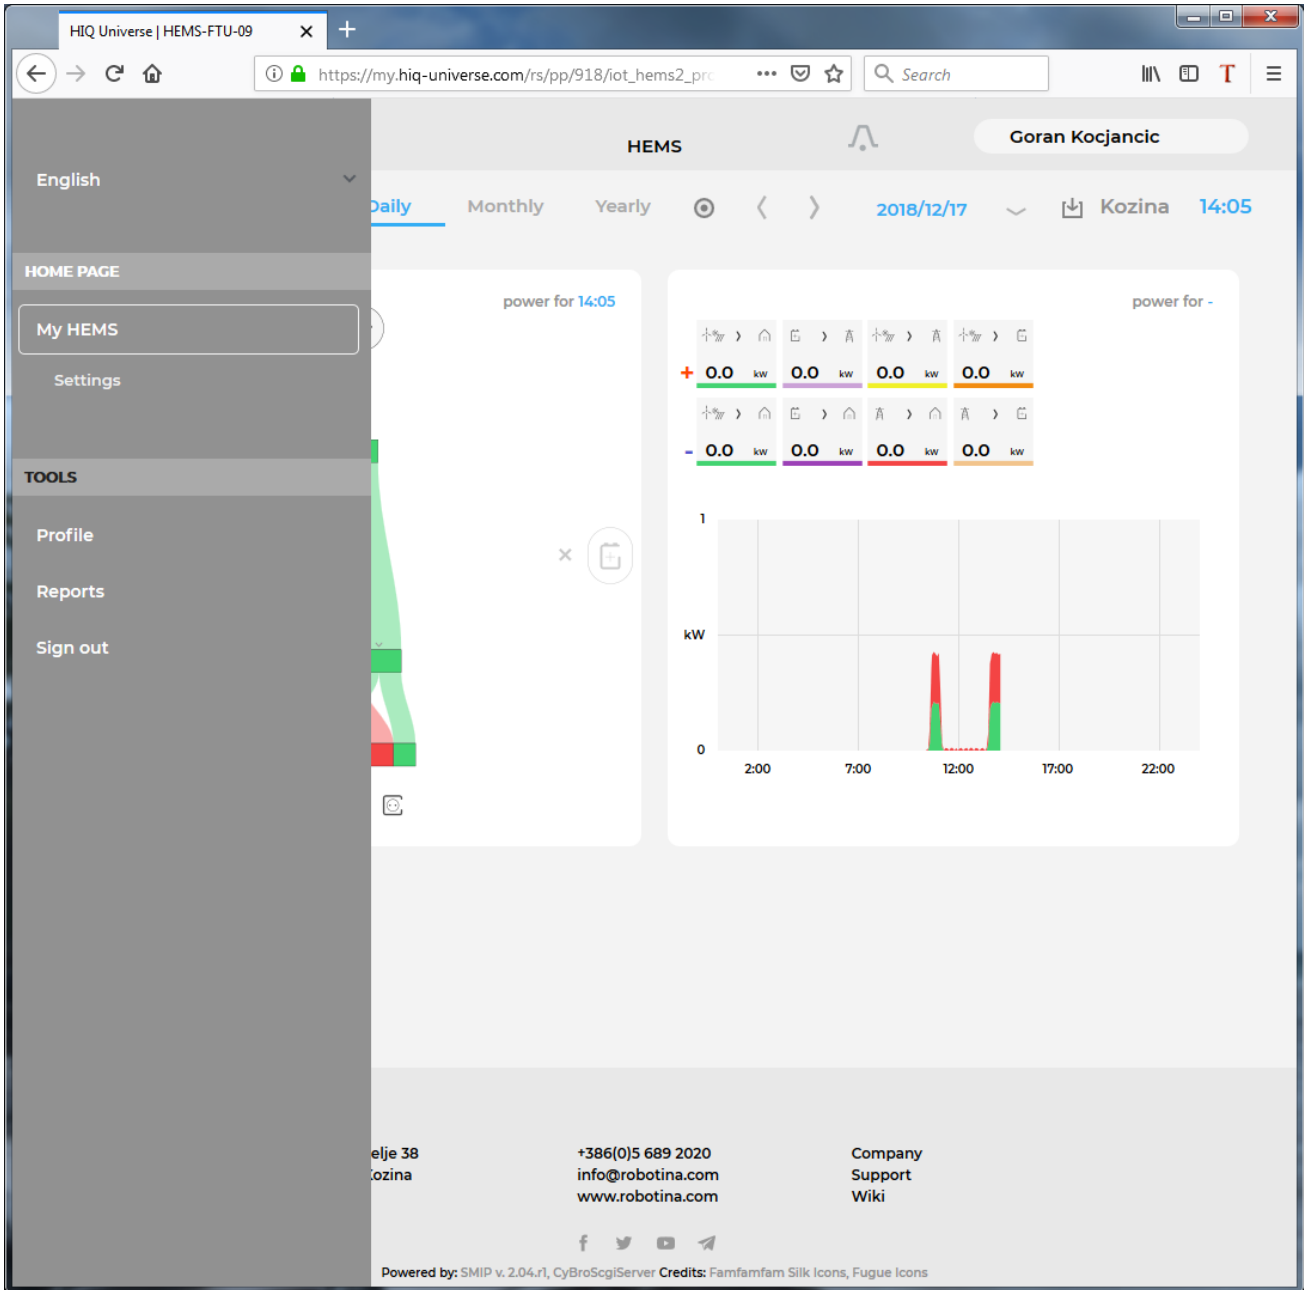 HIQ Universe | HEMS-FTU-09
https://my.hiq-universe.com/rs/pp/918/iot_hems2_pro
Search
HEMS
Goran Kocjancic
English
Daily Monthly Yearly 2018/12/17 Kozina 14:05
HOME PAGE
My HEMS
Settings
TOOLS
Profile
Reports
Sign out
power for 14:05
power for -
+ 0.0 kw 0.0 kw 0.0 kw 0.0 kw
- 0.0 kw 0.0 kw 0.0 kw 0.0 kw
1
kW
0
2:00 7:00 12:00 17:00 22:00
elje 38
ozina
+386(0)5 689 2020
info@robotina.com
www.robotina.com
Company
Support
Wiki
Powered by: SMIP v. 2.04.r1, CyBroScgiServer Credits: Famfamfam Silk Icons, Fugue Icons